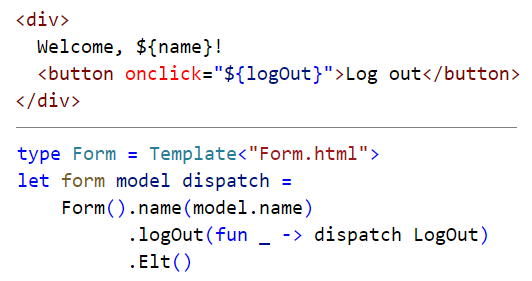 <div>
  Welcome, ${name}!
  <button onclick="${logOut}">Log out</button>
</div>
type Form = Template<"Form.html">
let form model dispatch =
    Form().name(model.name)
          .logOut(fun _ -> dispatch LogOut)
          .Elt()